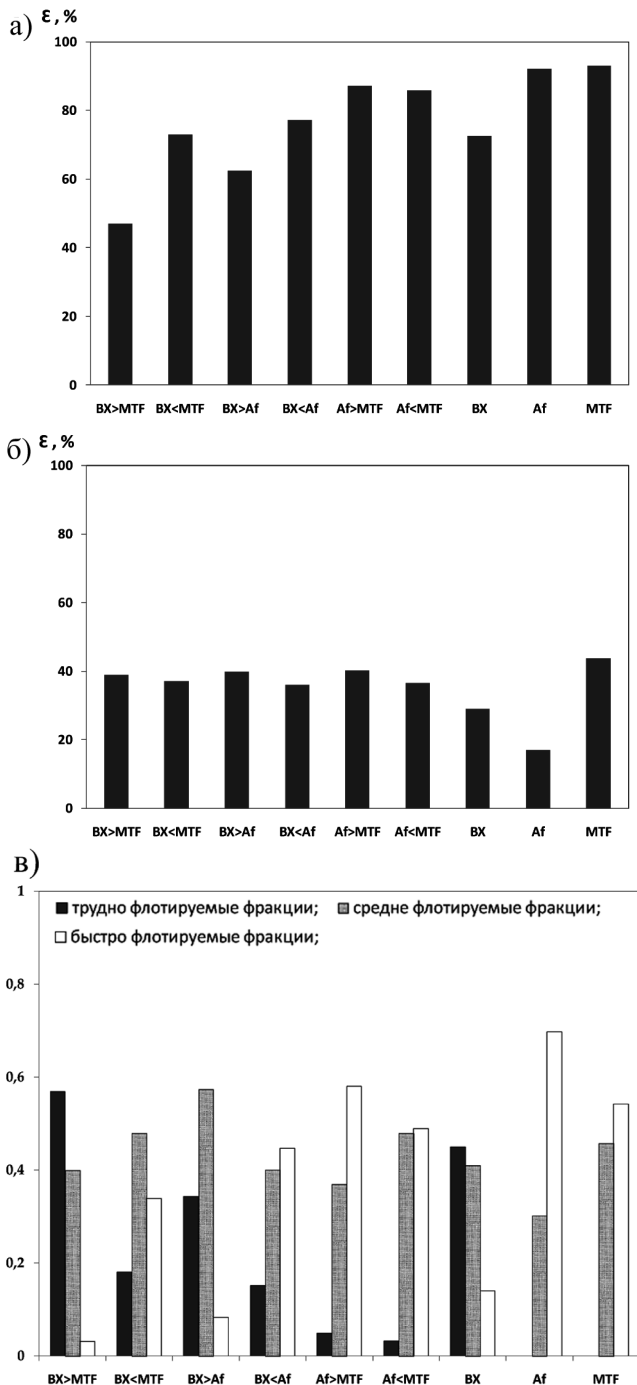 а) ε, %
100
80
60
40
20
0
BX>MTF BX<MTF BX>Af BX<Af Af>MTF Af<MTF BX Af MTF
б) ε, %
100
80
60
40
20
0
BX>MTF BX<MTF BX>Af BX<Af Af>MTF Af<MTF BX Af MTF
в)
1
трудно флотируемые фракции; средне флотируемые фракции;
быстро флотируемые фракции;
0,8
0,6
0,4
0,2
0
BX>MTF BX<MTF BX>Af BX<Af Af>MTF Af<MTF BX Af MTF